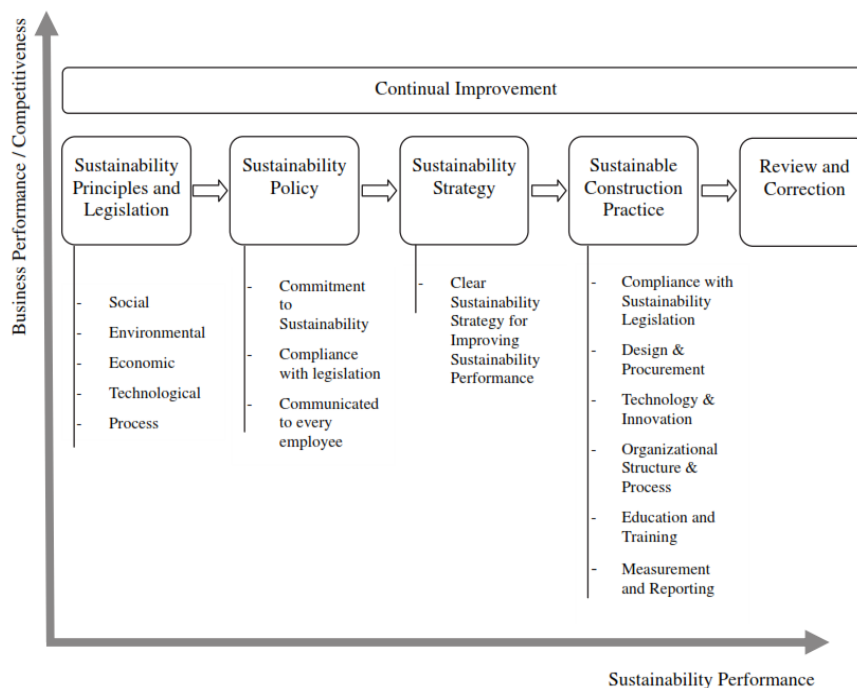 Business Performance / Competitiveness
Continual Improvement
Sustainability
Principles and
Legislation
Sustainability
Policy
Sustainability
Strategy
Sustainable
Construction
Practice
Review and
Correction
- Social
- Environmental
- Economic
- Technological
- Process
- Commitment
to
Sustainability
- Compliance
with legislation
- Communicated
to every
employee
- Clear
Sustainability
Strategy for
Improving
Sustainability
Performance
- Compliance with
Sustainability
Legislation
- Design &
Procurement
- Technology &
Innovation
- Organizational
Structure &
Process
- Education and
Training
- Measurement
and Reporting
Sustainability Performance